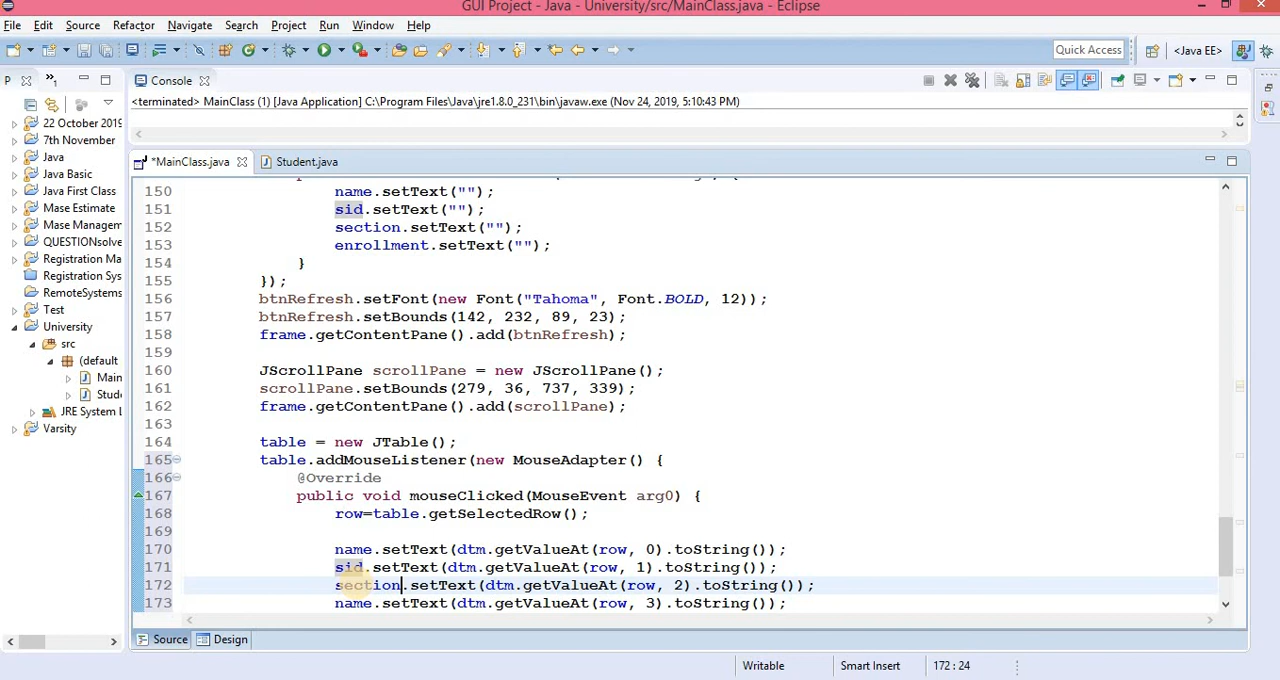 GUI Project - Java - University/src/MainClass.java - Eclipse
File Edit Source Refactor Navigate Search Project Run Window Help
Quick Access
<Java EE>
P
Console
<terminated> MainClass (1) [Java Application] C:\Program Files\Java\jre1.8.0_231\bin\javaw.exe (Nov 24, 2019, 5:10:43 PM)
22 October 2019
7th November
Java
Java Basic
Java First Class
Mase Estimate
Mase Managem
QUESTIONsolve
Registration Ma
Registration Sys
RemoteSystems
Test
University
src
(default
Main
Stude
JRE System L
Varsity
*MainClass.java
Student.java
150 name.setText("");
151 sid.setText("");
152 section.setText("");
153 enrollment.setText("");
154 }
155 });
156 btnRefresh.setFont(new Font("Tahoma", Font.BOLD, 12));
157 btnRefresh.setBounds(142, 232, 89, 23);
158 frame.getContentPane().add(btnRefresh);
159
160 JScrollPane scrollPane = new JScrollPane();
161 scrollPane.setBounds(279, 36, 737, 339);
162 frame.getContentPane().add(scrollPane);
163
164 table = new JTable();
165 table.addMouseListener(new MouseAdapter() {
166 @Override
167 public void mouseClicked(MouseEvent arg0) {
168 row=table.getSelectedRow();
169
170 name.setText(dtm.getValueAt(row, 0).toString());
171 sid.setText(dtm.getValueAt(row, 1).toString());
172 section.setText(dtm.getValueAt(row, 2).toString());
173 name.setText(dtm.getValueAt(row, 3).toString());
Source Design
Writable Smart Insert 172 : 24